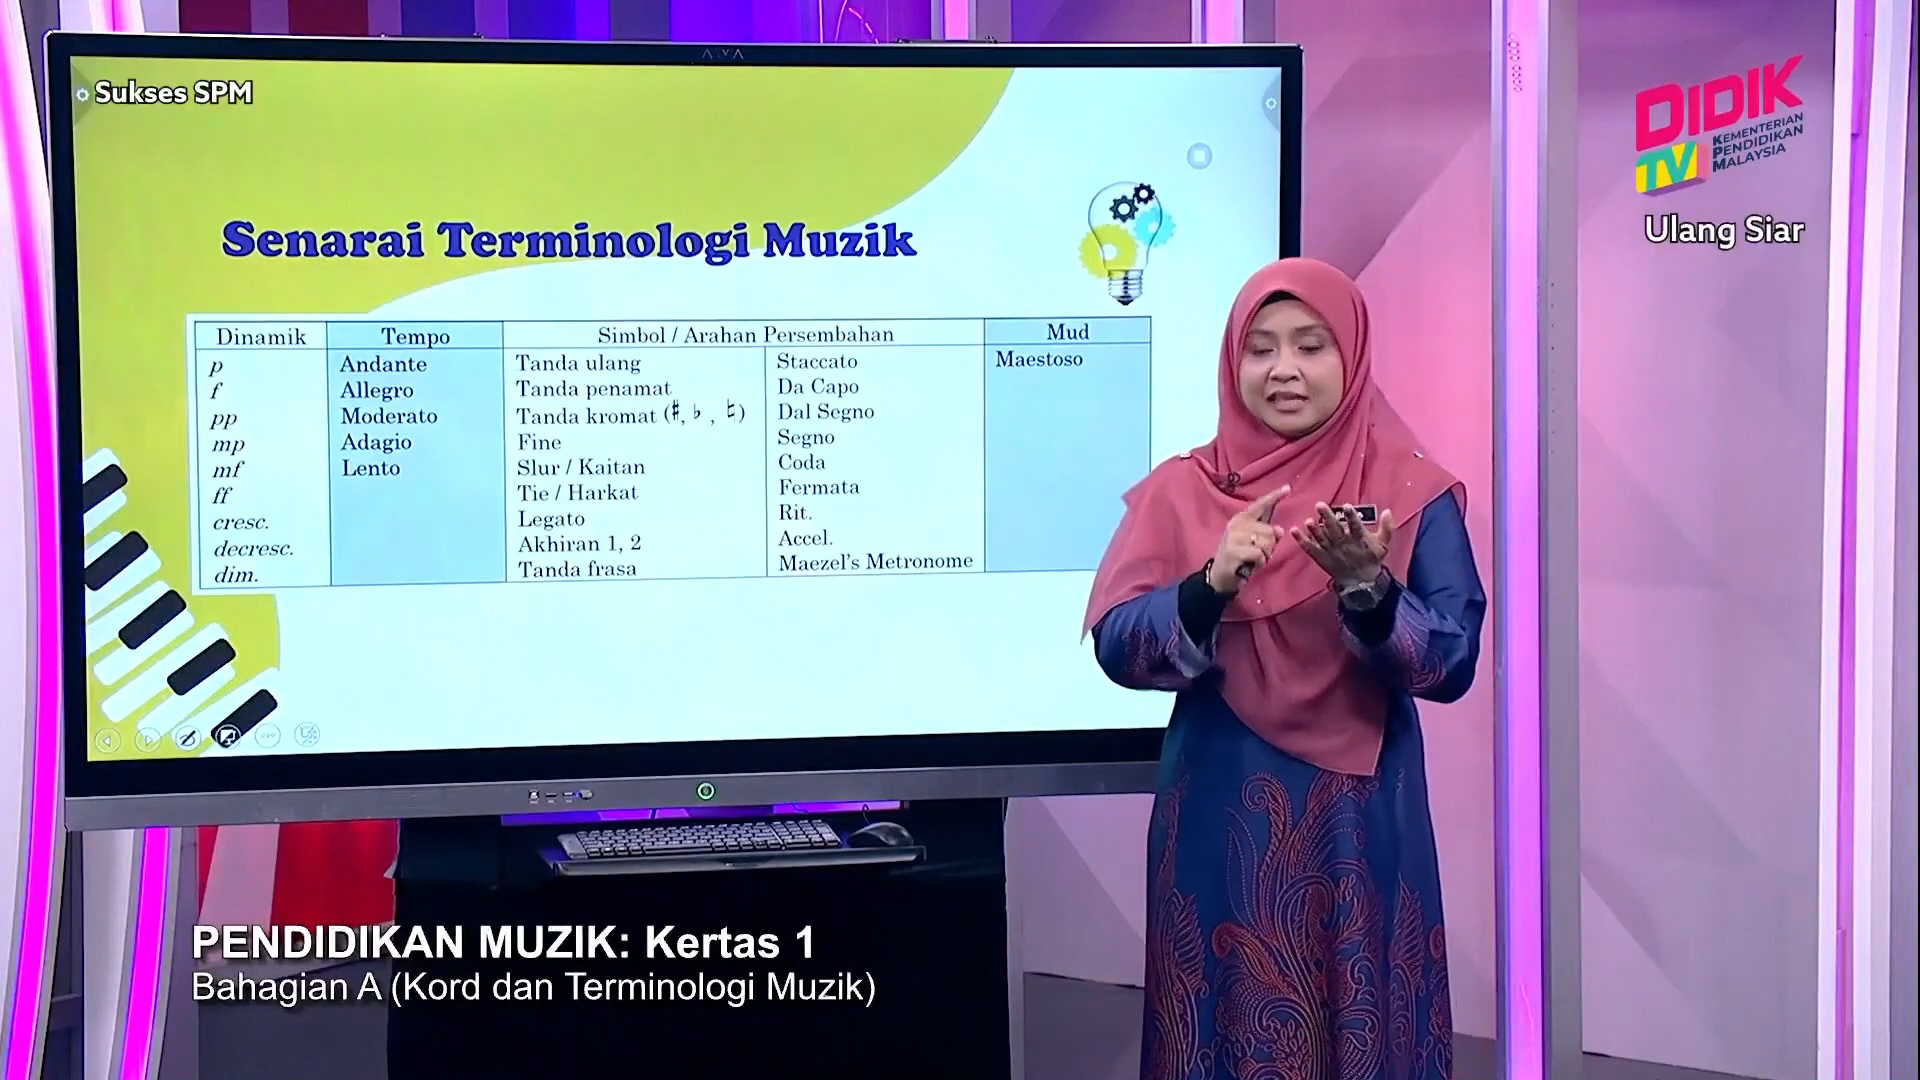 AVA
Sukses SPM
DIDIK
TV
KEMENTERIAN
PENDIDIKAN
MALAYSIA
Ulang Siar
Senarai Terminologi Muzik
Dinamik
p
f
pp
mp
mf
ff
cresc.
decresc.
dim.
Tempo
Andante
Allegro
Moderato
Adagio
Lento
Simbol / Arahan Persembahan
Tanda ulang
Tanda penamat
Tanda kromat (♯, ♭, ♮)
Fine
Slur / Kaitan
Tie / Harkat
Legato
Akhiran 1, 2
Tanda frasa
Staccato
Da Capo
Dal Segno
Segno
Coda
Fermata
Rit.
Accel.
Maezel's Metronome
Mud
Maestoso
PENDIDIKAN MUZIK: Kertas 1
Bahagian A (Kord dan Terminologi Muzik)